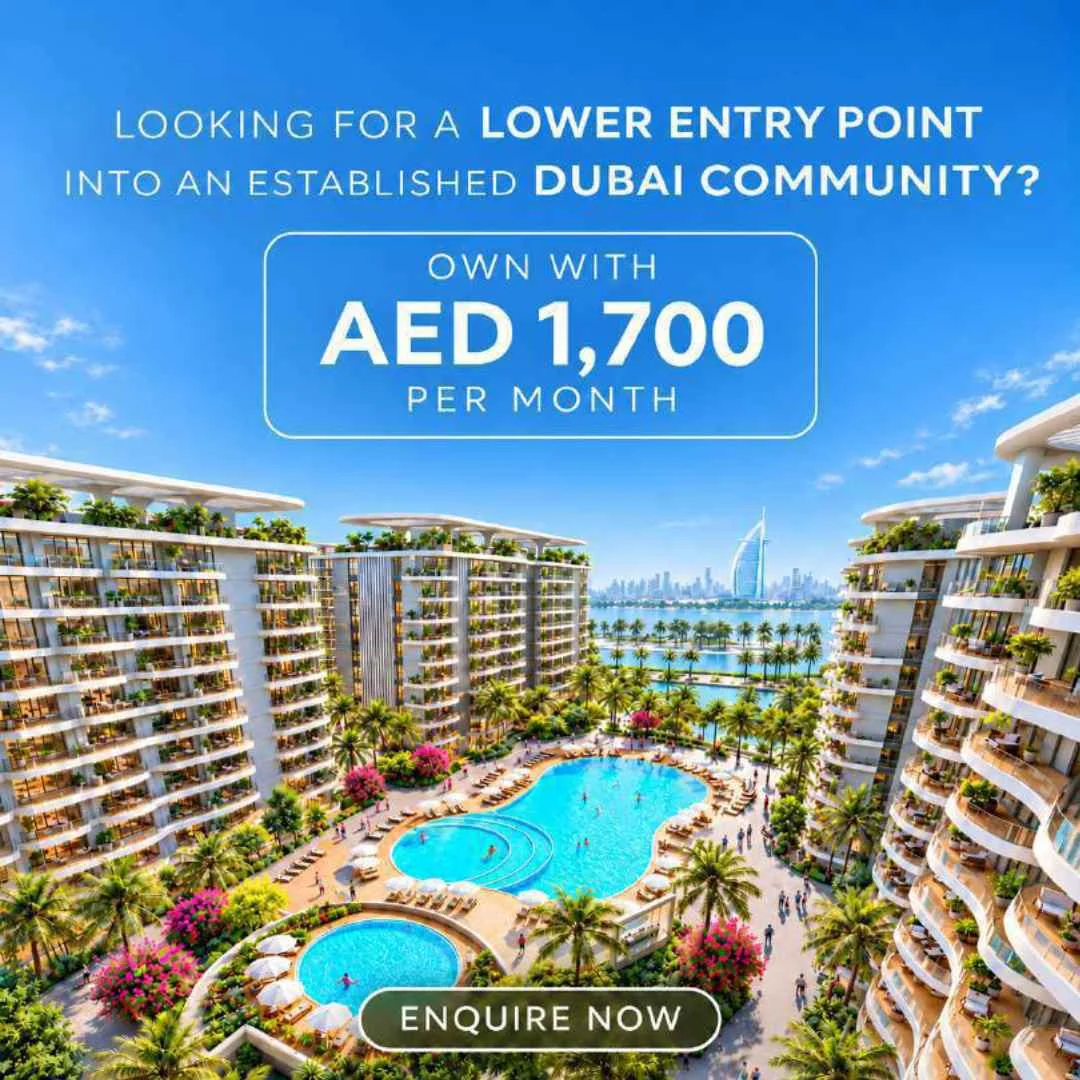 LOOKING FOR A LOWER ENTRY POINT
INTO AN ESTABLISHED DUBAI COMMUNITY?
OWN WITH
AED 1,700
PER MONTH
ENQUIRE NOW